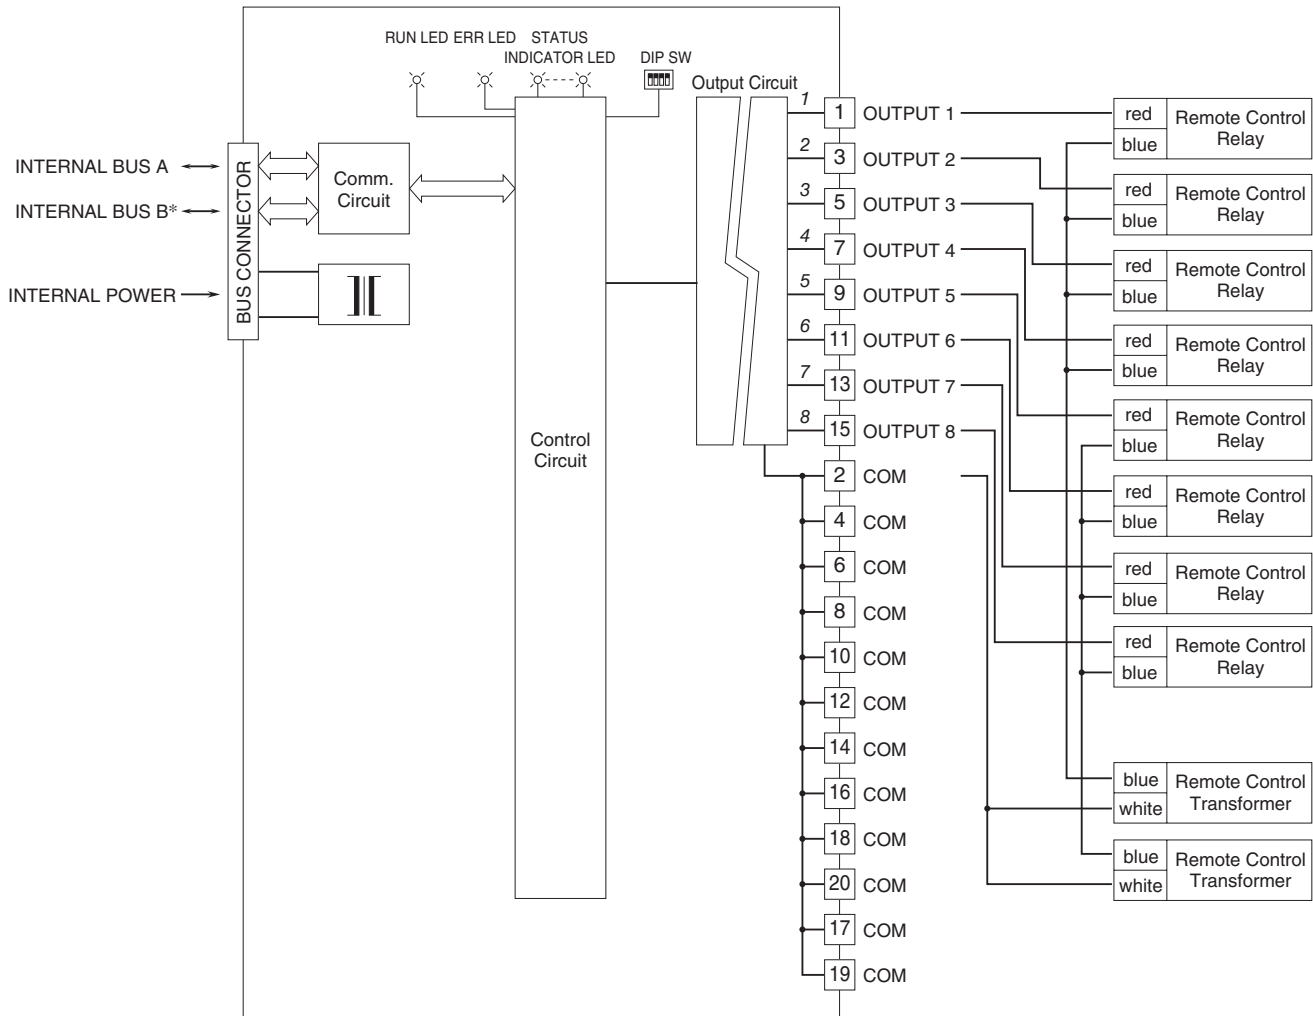 RUN LED ERR LED STATUS
INDICATOR LED DIP SW
Output Circuit
INTERNAL BUS A
INTERNAL BUS B*
INTERNAL POWER
BUS CONNECTOR
Comm.
Circuit
Control
Circuit
1 1 OUTPUT 1
2 3 OUTPUT 2
3 5 OUTPUT 3
4 7 OUTPUT 4
5 9 OUTPUT 5
6 11 OUTPUT 6
7 13 OUTPUT 7
8 15 OUTPUT 8
2 COM
4 COM
6 COM
8 COM
10 COM
12 COM
14 COM
16 COM
18 COM
20 COM
17 COM
19 COM
red Remote Control
blue Relay
red Remote Control
blue Relay
red Remote Control
blue Relay
red Remote Control
blue Relay
red Remote Control
blue Relay
red Remote Control
blue Relay
red Remote Control
blue Relay
red Remote Control
blue Relay
blue Remote Control
white Transformer
blue Remote Control
white Transformer